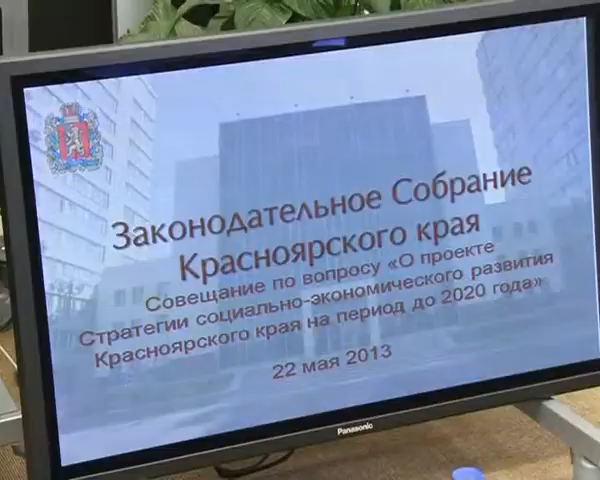 Законодательное Собрание
Красноярского края
Совещание по вопросу «О проекте
Стратегии социально-экономического развития
Красноярского края на период до 2020 года»
22 мая 2013
Panasonic